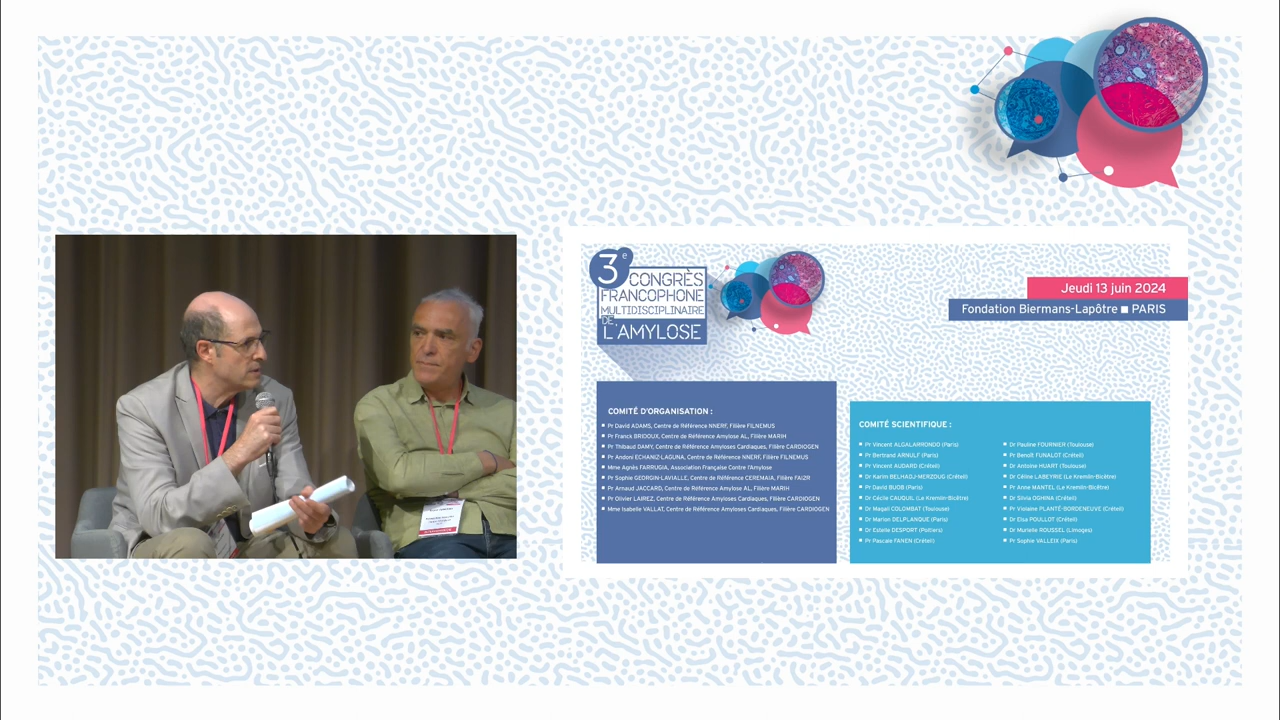 3e
CONGRÈS
FRANCOPHONE
MULTIDISCIPLINAIRE
DE
L'AMYLOSE
Jeudi 13 juin 2024
Fondation Biermans-Lapôtre ■ PARIS
COMITÉ D'ORGANISATION :
Pr David ADAMS, Centre de Référence NNERF, Filière FILNEMUS
Pr Franck BRIDOUX, Centre de Référence Amylose AL, Filière MARIH
Pr Thibaud DAMY, Centre de Référence Amyloses Cardiaques, Filière CARDIOGEN
Pr Andoni ECHANIZ-LAGUNA, Centre de Référence NNERF, Filière FILNEMUS
Mme Agnès FARRUGIA, Association Française Contre l'Amylose
Pr Sophie GEORGIN-LAVIALLE, Centre de Référence CEREMAIA, Filière FAI2R
Pr Arnaud JACCARD, Centre de Référence Amylose AL, Filière MARIH
Pr Olivier LAIREZ, Centre de Référence Amyloses Cardiaques, Filière CARDIOGEN
Mme Isabelle VALLAT, Centre de Référence Amyloses Cardiaques, Filière CARDIOGEN
COMITÉ SCIENTIFIQUE :
Pr Vincent ALGALARRONDO (Paris)
Pr Bertrand ARNULF (Paris)
Pr Vincent AUDARD (Créteil)
Dr Karim BELHADJ-MERZOUG (Créteil)
Pr David BUOB (Paris)
Dr Cécile CAUQUIL (Le Kremlin-Bicêtre)
Dr Magali COLOMBAT (Toulouse)
Dr Marion DELPLANQUE (Paris)
Dr Estelle DESPORT (Poitiers)
Pr Pascale FANEN (Créteil)
Dr Pauline FOURNIER (Toulouse)
Pr Benoît FUNALOT (Créteil)
Dr Antoine HUART (Toulouse)
Dr Céline LABEYRIE (Le Kremlin-Bicêtre)
Pr Anne MANTEL (Le Kremlin-Bicêtre)
Dr Silvia OGHINA (Créteil)
Pr Violaine PLANTÉ-BORDENEUVE (Créteil)
Dr Elsa POULLOT (Créteil)
Dr Murielle ROUSSEL (Limoges)
Pr Sophie VALLEIX (Paris)